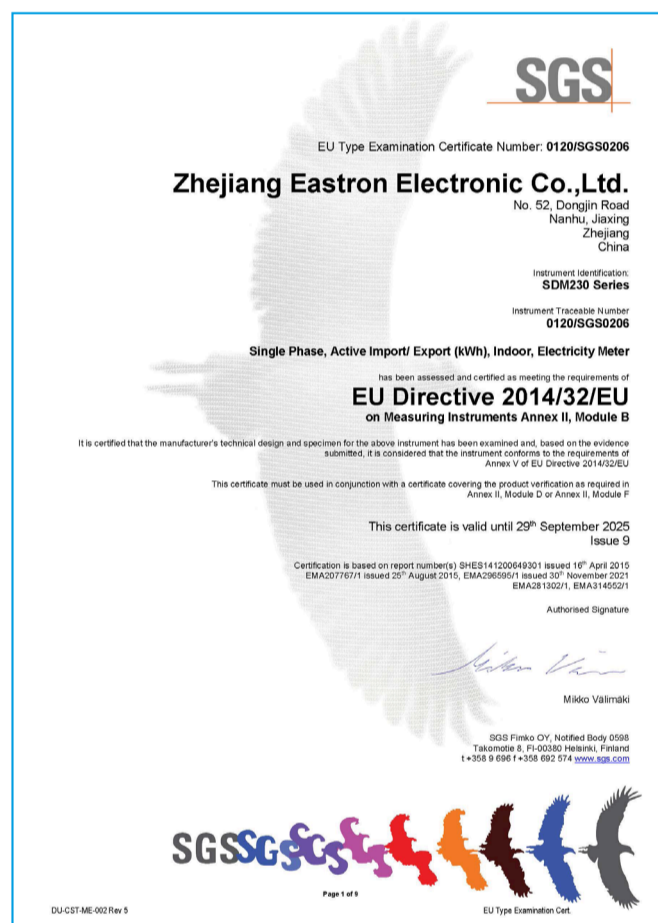 SGS
EU Type Examination Certificate Number: 0120/SGS0206
Zhejiang Eastron Electronic Co.,Ltd.
No. 52, Dongjin Road
Nanhu, Jiaxing
Zhejiang
China
Instrument Identification:
SDM230 Series
Instrument Traceable Number
0120/SGS0206
Single Phase, Active Import/ Export (kWh), Indoor, Electricity Meter
has been assessed and certified as meeting the requirements of
EU Directive 2014/32/EU
on Measuring Instruments Annex II, Module B
It is certified that the manufacturer's technical design and specimen for the above instrument has been examined and, based on the evidence
submitted, it is considered that the instrument conforms to the requirements of
Annex V of EU Directive 2014/32/EU
This certificate must be used in conjunction with a certificate covering the product verification as required in
Annex II, Module D or Annex II, Module F
This certificate is valid until 29th September 2025
Issue 9
Certification is based on report number(s) SHES141200649301 issued 16th April 2015
EMA207767/1 issued 25th August 2015, EMA296595/1 issued 30th November 2021
EMA281302/1, EMA314552/1
Authorised Signature
Mikko Välimäki
SGS Fimko OY, Notified Body 0598
Takomotie 8, FI-00380 Helsinki, Finland
t +358 9 696 f +358 692 574 www.sgs.com
SGS SGS SGS SGS
Page 1 of 9
DU-CST-ME-002 Rev 5
EU Type Examination Cert.